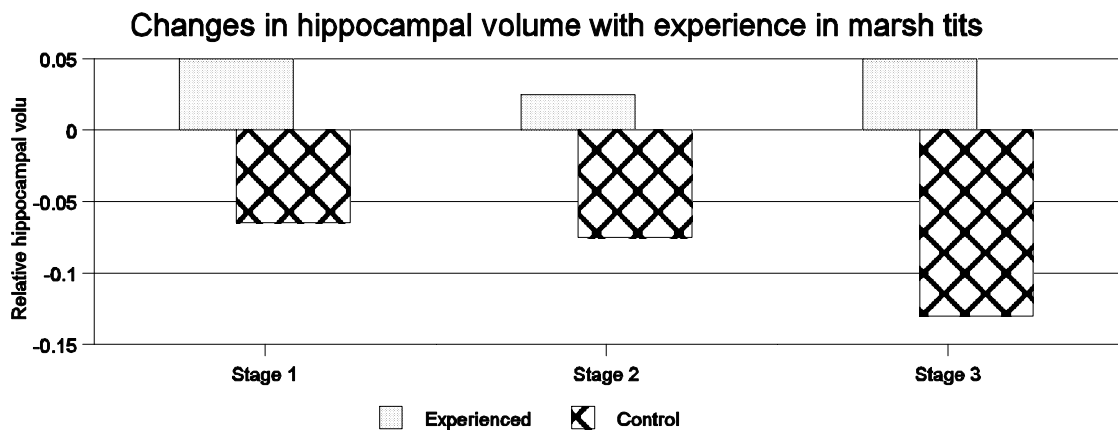 Changes in hippocampal volume with experience in marsh tits
Relative hippocampal volu
0.05
0
-0.05
-0.1
-0.15
Stage 1 Stage 2 Stage 3
Experienced Control